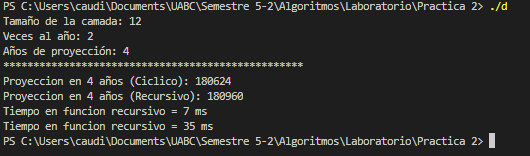 PS C:\Users\caudi\Documents\UABC\Semestre 5-2\Algoritmos\Laboratorio\Practica 2> ./d
Tamaño de la camada: 12
Veces al año: 2
Años de proyección: 4
**************************************************
Proyeccion en 4 años (Ciclico): 180624
Proyeccion en 4 años (Recursivo): 180960
Tiempo en funcion recursivo = 7 ms
Tiempo en funcion recursivo = 35 ms
PS C:\Users\caudi\Documents\UABC\Semestre 5-2\Algoritmos\Laboratorio\Practica 2>